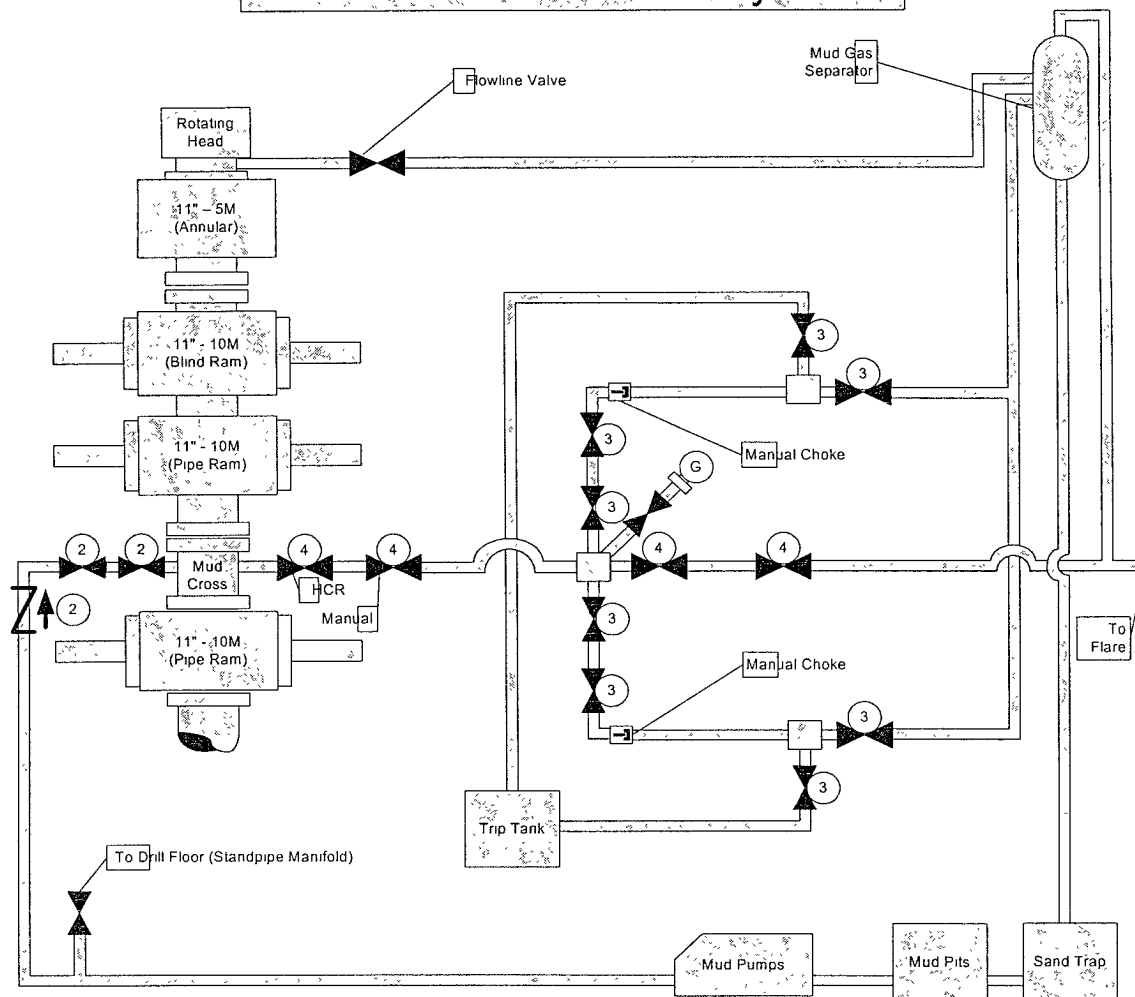 Mud Gas
Separator
Flowline Valve
Rotating
Head
11" – 5M
(Annular)
11" - 10M
(Blind Ram)
3
3
3
Manual Choke
11" - 10M
(Pipe Ram)
G
3
2
2
4
4
4
4
Mud
Cross
HCR
Manual
2
3
To
Flare
11" - 10M
(Pipe Ram)
Manual Choke
3
3
3
Trip Tank
To Drill Floor (Standpipe Manifold)
Mud Pumps
Mud Pits
Sand Trap